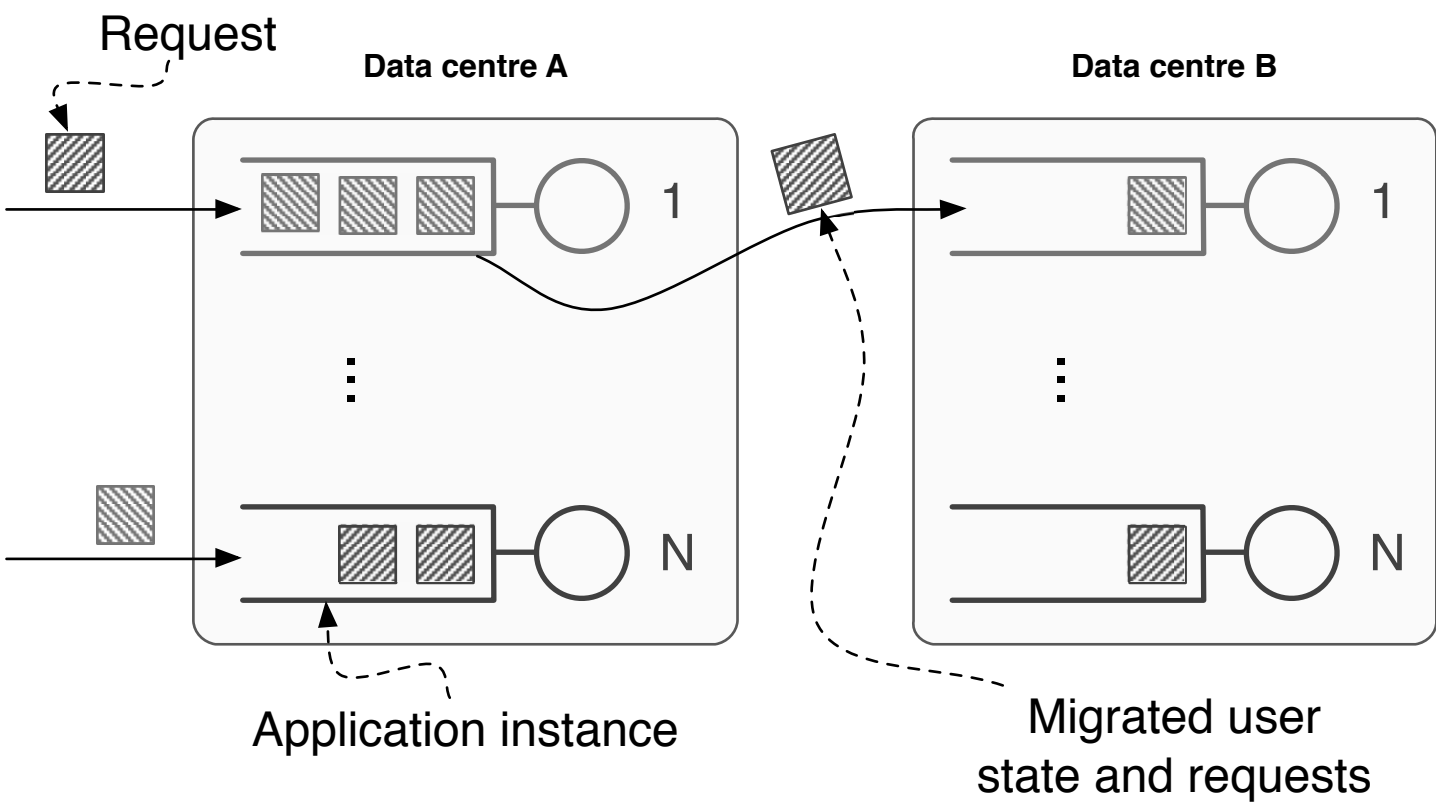 Request
Data centre A
Data centre B
1
1
N
N
Application instance
Migrated user
state and requests